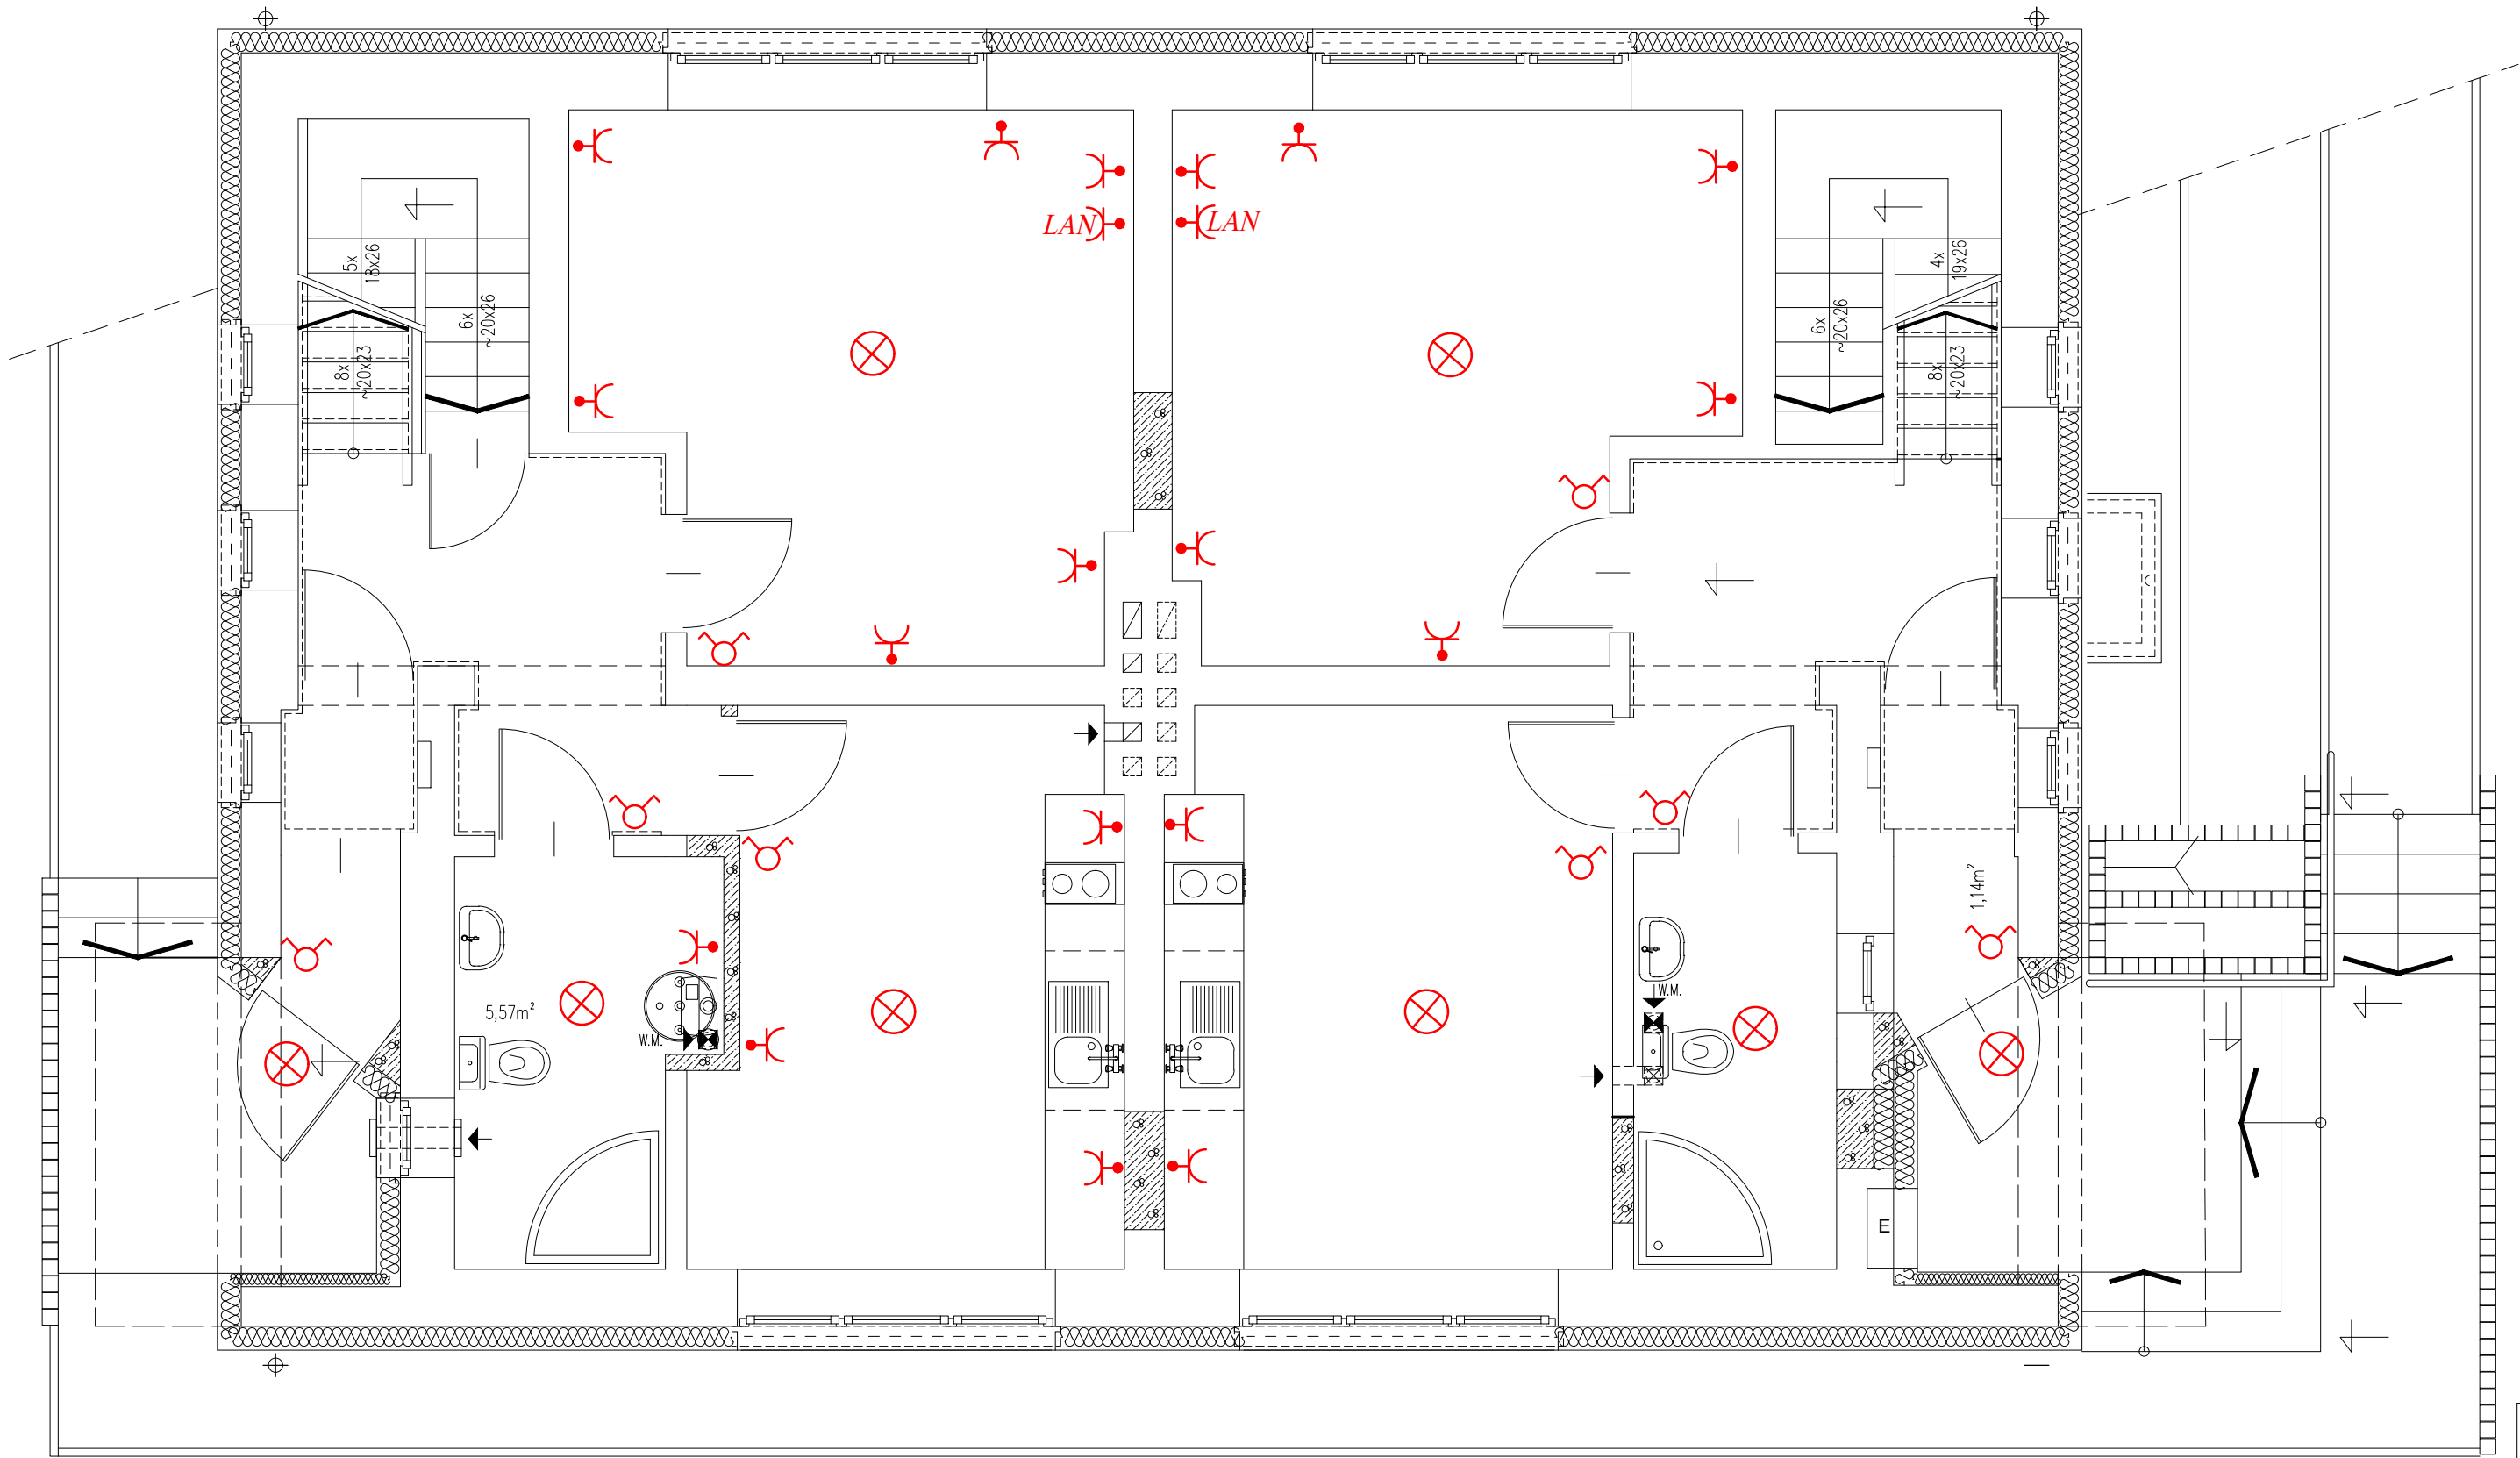 LAN
LAN
5x
18x26
6x
~20x26
8x
~20x23
4x
19x26
6x
~20x26
8x
~20x23
1,14m²
5,57m²
W.M.
W.M.
E